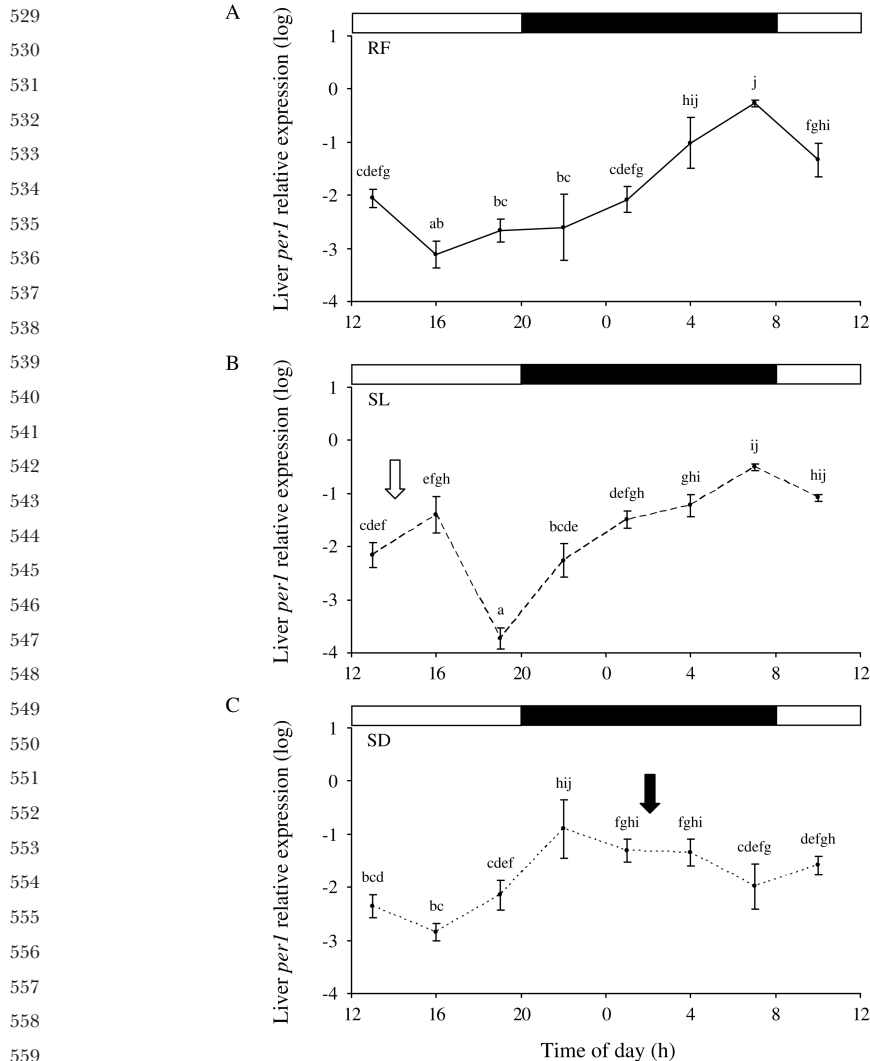 529
530
531
532
533
534
535
536
537
538
539
540
541
542
543
544
545
546
547
548
549
550
551
552
553
554
555
556
557
558
559
A
Liver per1 relative expression (log)
RF
1
0
-1
-2
-3
-4
cdefg
ab
bc
bc
cdefg
hij
j
fghi
12 16 20 0 4 8 12
B
Liver per1 relative expression (log)
SL
1
0
-1
-2
-3
-4
cdef
efgh
a
bcde
defgh
ghi
ij
hij
12 16 20 0 4 8 12
C
Liver per1 relative expression (log)
SD
1
0
-1
-2
-3
-4
bcd
bc
cdef
hij
fghi
fghi
cdefg
defgh
12 16 20 0 4 8 12
Time of day (h)